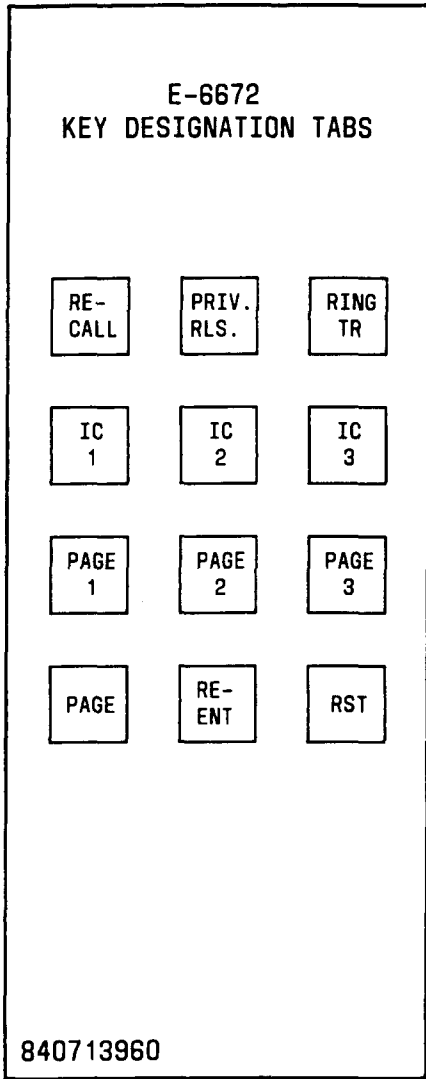 E-6672
KEY DESIGNATION TABS
RE-
CALL
PRIV.
RLS.
RING
TR
IC
1
IC
2
IC
3
PAGE
1
PAGE
2
PAGE
3
PAGE
RE-
ENT
RST
840713960